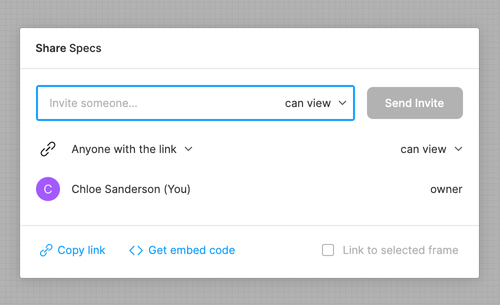 Share Specs
Invite someone... can view Send Invite
Anyone with the link can view
C Chloe Sanderson (You) owner
Copy link Get embed code Link to selected frame